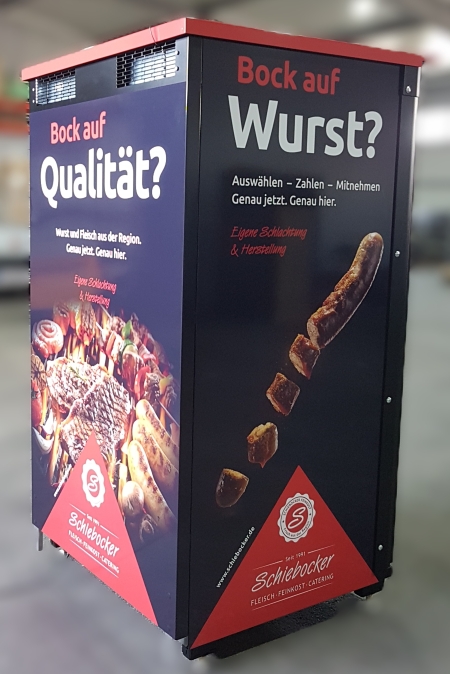 Bock auf
Qualität?
Wurst und Fleisch aus der Region.
Genau jetzt. Genau hier.
Eigene Schlachtung
& Herstellung
S
Seit 1991
Schiebocker
FLEISCH · FEINKOST · CATERING
Bock auf
Wurst?
Auswählen – Zahlen – Mitnehmen
Genau jetzt. Genau hier.
Eigene Schlachtung
& Herstellung
www.schiebocker.de
S
Seit 1991
Schiebocker
FLEISCH · FEINKOST · CATERING